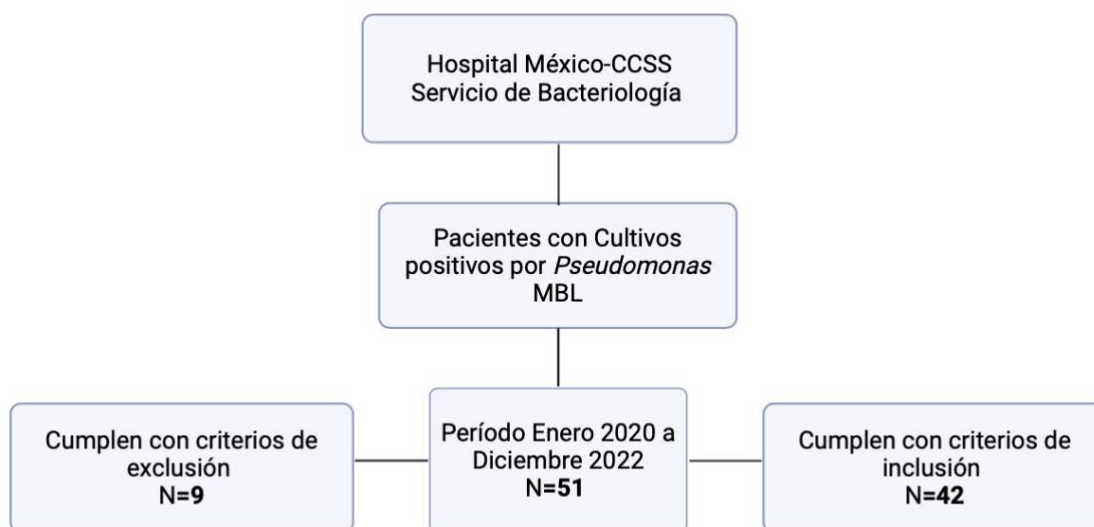 Hospital México-CCSS
Servicio de Bacteriología
Pacientes con Cultivos
positivos por Pseudomonas
MBL
Cumplen con criterios de
exclusión
N=9
Período Enero 2020 a
Diciembre 2022
N=51
Cumplen con criterios de
inclusión
N=42